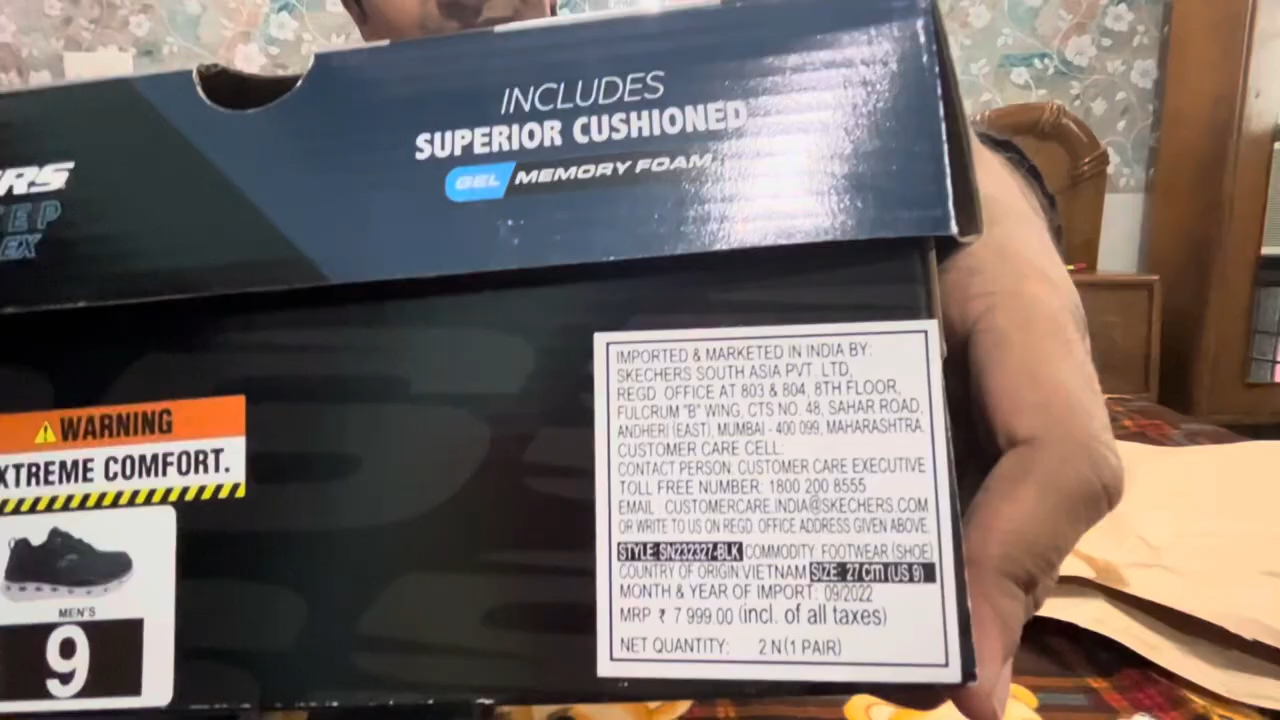 INCLUDES
SUPERIOR CUSHIONED
GEL MEMORY FOAM
ERS
TEP
EX
WARNING
XTREME COMFORT.
MEN'S
9
IMPORTED & MARKETED IN INDIA BY:
SKECHERS SOUTH ASIA PVT. LTD,
REGD OFFICE AT 803 & 804, 8TH FLOOR,
FULCRUM "B" WING, CTS NO. 48, SAHAR ROAD,
ANDHERI (EAST), MUMBAI - 400 099, MAHARASHTRA
CUSTOMER CARE CELL:
CONTACT PERSON: CUSTOMER CARE EXECUTIVE
TOLL FREE NUMBER: 1800 200 8555
EMAIL : CUSTOMERCARE.INDIA@SKECHERS.COM
OR WRITE TO US ON REGD. OFFICE ADDRESS GIVEN ABOVE.
STYLE: SN232327-BLK COMMODITY: FOOTWEAR (SHOE)
COUNTRY OF ORIGIN:VIETNAM SIZE: 27 Cm (US 9)
MONTH & YEAR OF IMPORT: 09/2022
MRP ₹ 7 999.00 (incl. of all taxes)
NET QUANTITY: 2 N (1 PAIR)